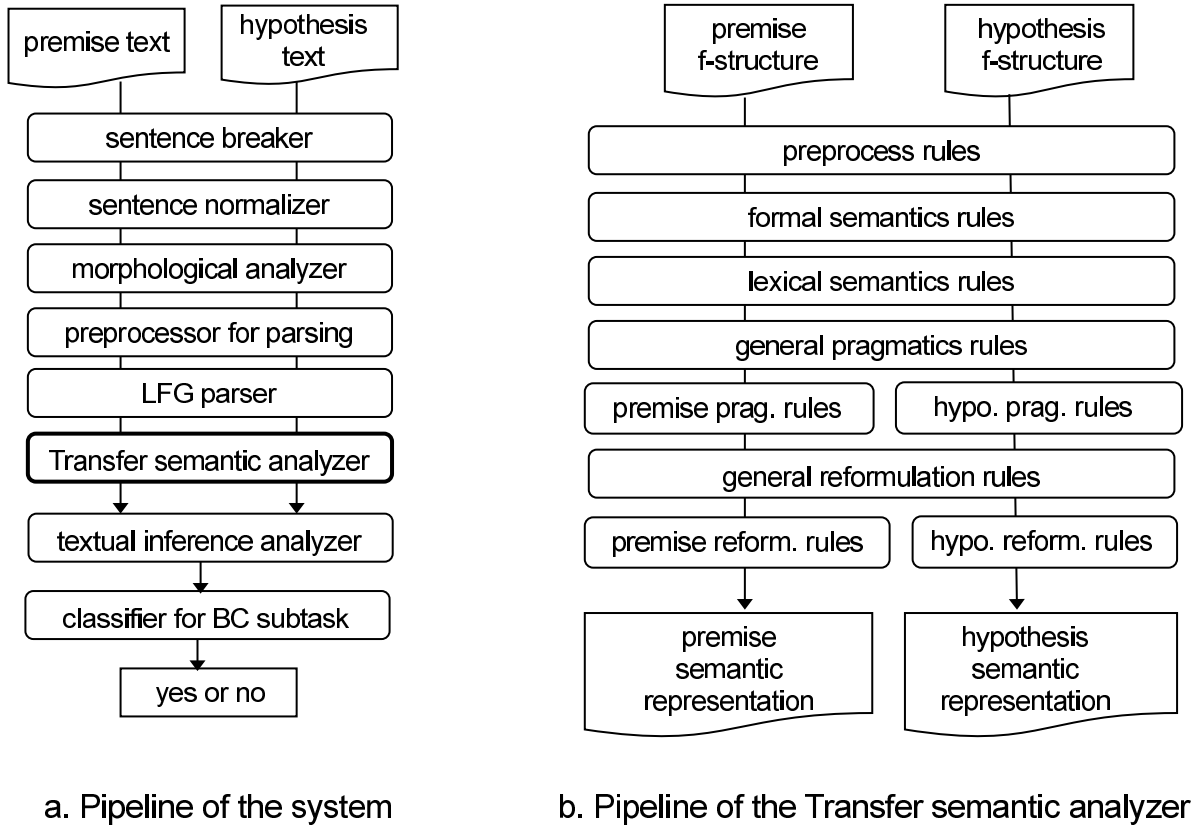 premise text
hypothesis
text
sentence breaker
sentence normalizer
morphological analyzer
preprocessor for parsing
LFG parser
Transfer semantic analyzer
textual inference analyzer
classifier for BC subtask
yes or no
a. Pipeline of the system
premise
f-structure
hypothesis
f-structure
preprocess rules
formal semantics rules
lexical semantics rules
general pragmatics rules
premise prag. rules
hypo. prag. rules
general reformulation rules
premise reform. rules
hypo. reform. rules
premise
semantic
representation
hypothesis
semantic
representation
b. Pipeline of the Transfer semantic analyzer